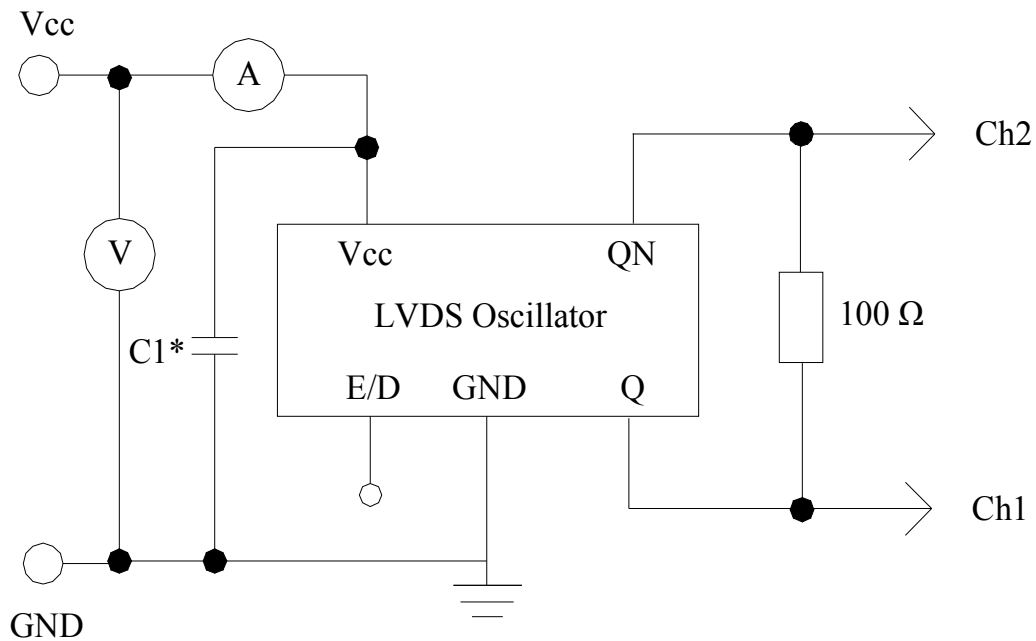 Vcc
A
Ch2
V
Vcc
QN
LVDS Oscillator
100 Ω
C1*
E/D
GND
Q
Ch1
GND